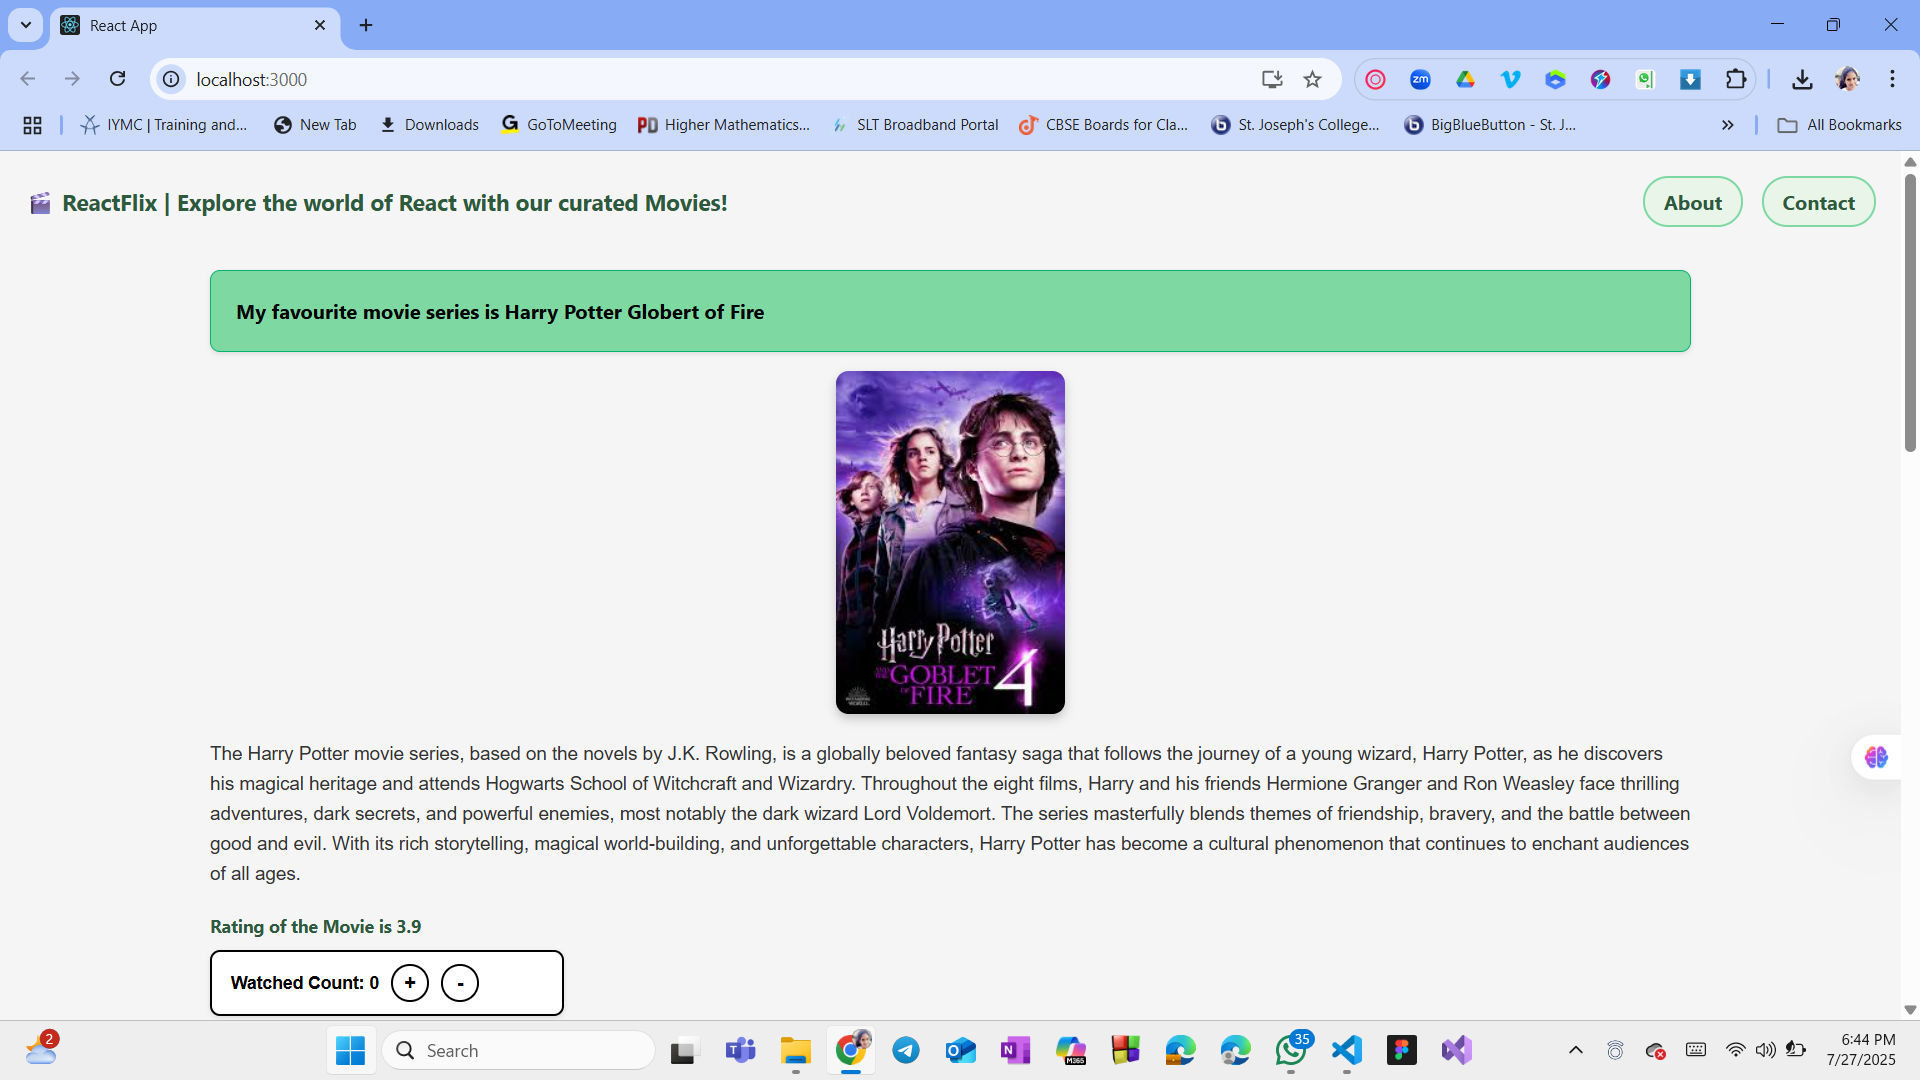 React App
localhost:3000
zm
IYMC | Training and...
New Tab
Downloads
G GoToMeeting
PD Higher Mathematics...
SLT Broadband Portal
CBSE Boards for Cla...
b St. Joseph's College...
b BigBlueButton - St. J...
All Bookmarks
ReactFlix | Explore the world of React with our curated Movies!
About
Contact
My favourite movie series is Harry Potter Globert of Fire
Harry Potter
AND THE GOBLET
OF FIRE 4
The Harry Potter movie series, based on the novels by J.K. Rowling, is a globally beloved fantasy saga that follows the journey of a young wizard, Harry Potter, as he discovers
his magical heritage and attends Hogwarts School of Witchcraft and Wizardry. Throughout the eight films, Harry and his friends Hermione Granger and Ron Weasley face thrilling
adventures, dark secrets, and powerful enemies, most notably the dark wizard Lord Voldemort. The series masterfully blends themes of friendship, bravery, and the battle between
good and evil. With its rich storytelling, magical world-building, and unforgettable characters, Harry Potter has become a cultural phenomenon that continues to enchant audiences
of all ages.
Rating of the Movie is 3.9
Watched Count: 0 + -
2
Search
M365
35
6:44 PM
7/27/2025